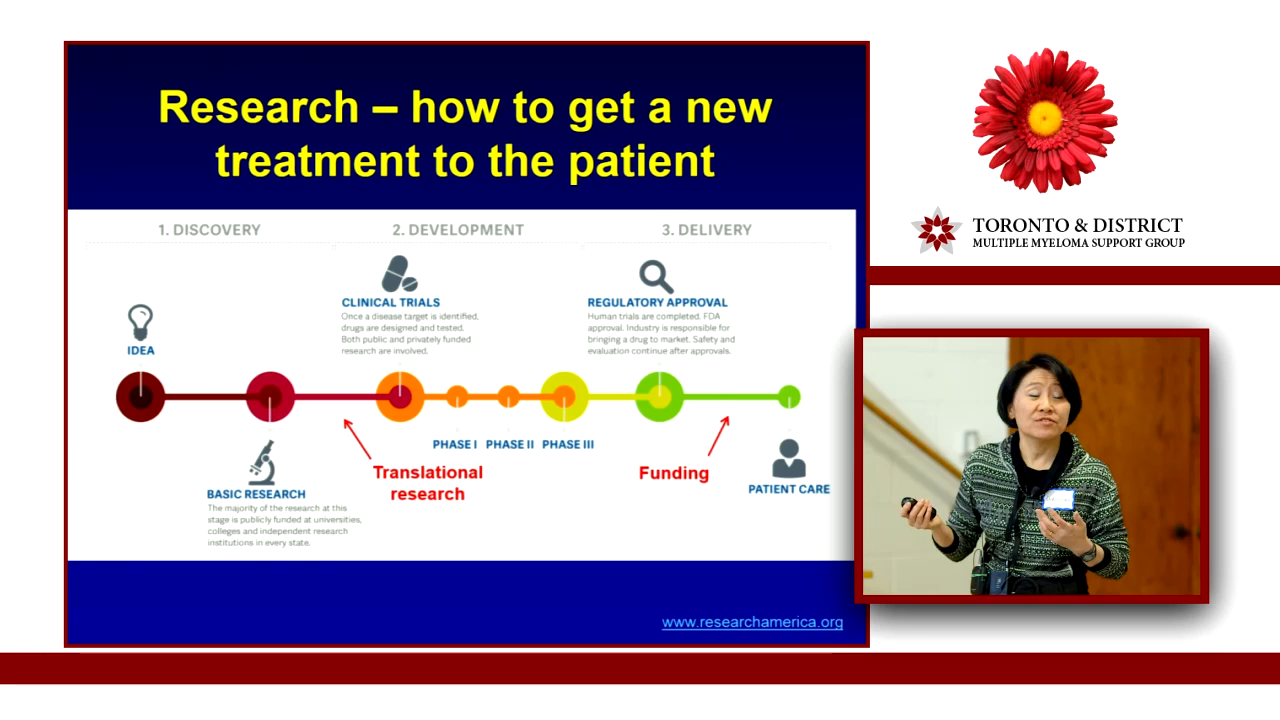 Research – how to get a new
treatment to the patient
1. DISCOVERY
2. DEVELOPMENT
3. DELIVERY
IDEA
CLINICAL TRIALS
Once a disease target is identified,
drugs are designed and tested.
Both public and privately funded
research are involved.
REGULATORY APPROVAL
Human trials are completed. FDA
approval. Industry is responsible for
bringing a drug to market. Safety and
evaluation continue after approvals.
PHASE I PHASE II PHASE III
Translational
research
Funding
BASIC RESEARCH
The majority of the research at this
stage is publicly funded at universities,
colleges and independent research
institutions in every state.
PATIENT CARE
www.researchamerica.org
TORONTO & DISTRICT
MULTIPLE MYELOMA SUPPORT GROUP